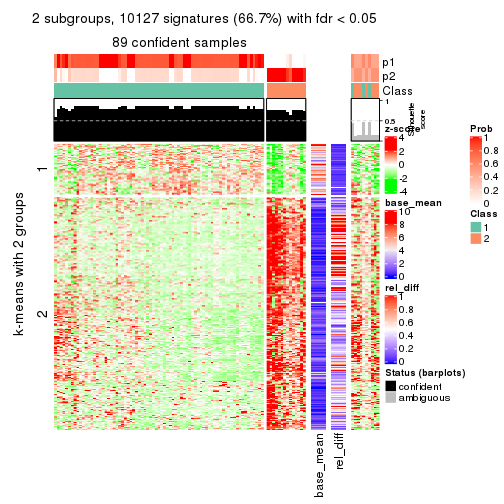 2 subgroups, 10127 signatures (66.7%) with fdr < 0.05
89 confident samples
p1
p2
Class
1
0.5
0
Silhouette score
k-means with 2 groups
1
2
base_mean
rel_diff
z-score
4
2
0
-2
-4
base_mean
10
8
6
4
2
0
rel_diff
1
0.8
0.6
0.4
0.2
0
Status (barplots)
confident
ambiguous
Prob
1
0.8
0.6
0.4
0.2
0
Class
1
2